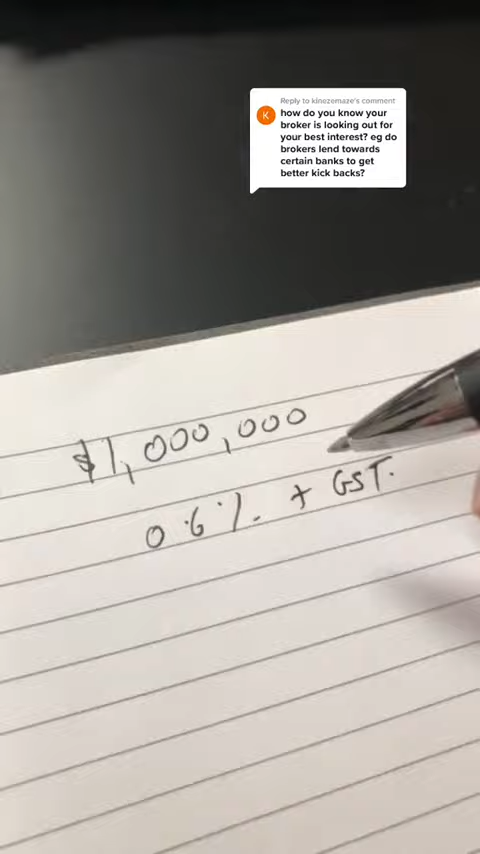 Reply to kinezemaze's comment
K
how do you know your
broker is looking out for
your best interest? eg do
brokers lend towards
certain banks to get
better kick backs?
$1,000,000
0.6% + GST.